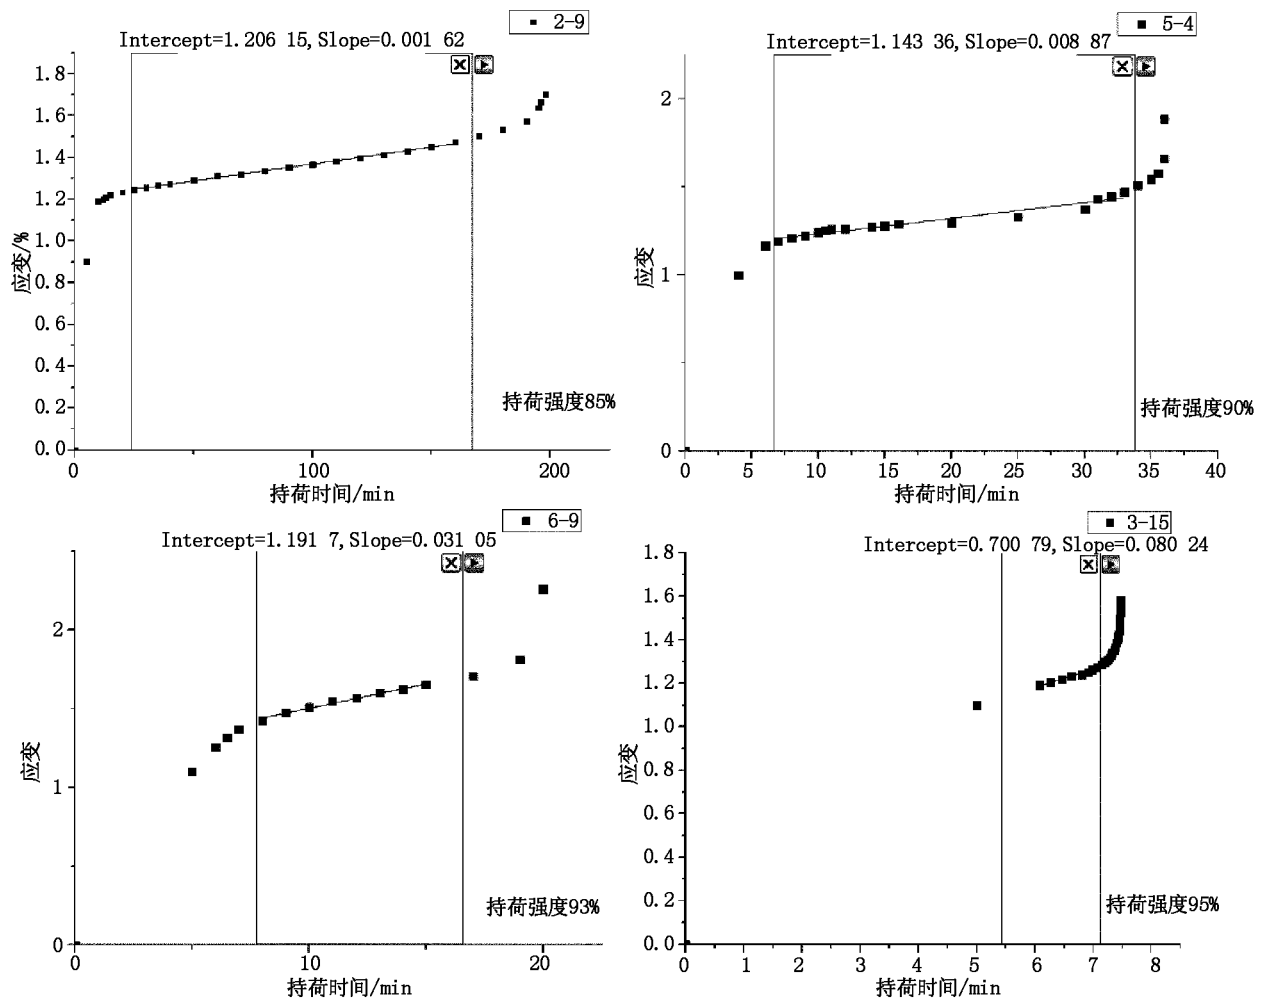 2-9
Intercept=1.206 15, Slope=0.001 62
1.8
1.6
1.4
1.2
1.0
0.8
0.6
0.4
0.2
0.0
应变/%
0 100 200
持荷时间/min
持荷强度85%
5-4
Intercept=1.143 36, Slope=0.008 87
2
1
0
应变
0 5 10 15 20 25 30 35 40
持荷时间/min
持荷强度90%
6-9
Intercept=1.191 7, Slope=0.031 05
2
1
0
应变
0 10 20
持荷时间/min
持荷强度93%
3-15
Intercept=0.700 79, Slope=0.080 24
1.8
1.6
1.4
1.2
1.0
0.8
0.6
0.4
0.2
0.0
应变
0 1 2 3 4 5 6 7 8
持荷时间/min
持荷强度95%